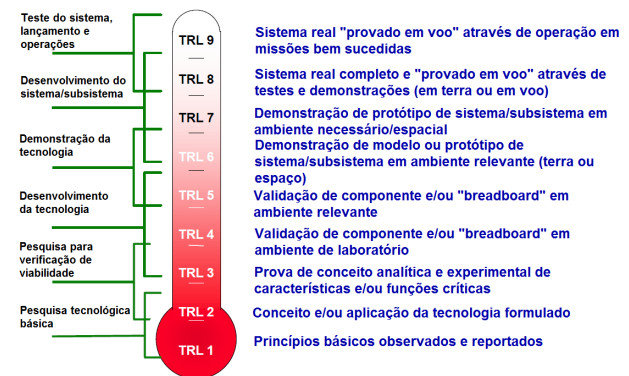 Teste do sistema,
lançamento e
operações
TRL 9
Sistema real "provado em voo" através de operação em
missões bem sucedidas
Desenvolvimento do
sistema/subsistema
TRL 8
Sistema real completo e "provado em voo" através de
testes e demonstrações (em terra ou em voo)
TRL 7
Demonstração de protótipo de sistema/subsistema em
ambiente necessário/espacial
Demonstração da
tecnologia
TRL 6
Demonstração de modelo ou protótipo de
sistema/subsistema em ambiente relevante (terra ou
espaço)
Desenvolvimento
da tecnologia
TRL 5
Validação de componente e/ou "breadboard" em
ambiente relevante
TRL 4
Validação de componente e/ou "breadboard" em
ambiente de laboratório
Pesquisa para
verificação de
viabilidade
TRL 3
Prova de conceito analítica e experimental de
características e/ou funções críticas
Pesquisa tecnológica
básica
TRL 2
Conceito e/ou aplicação da tecnologia formulado
TRL 1
Princípios básicos observados e reportados